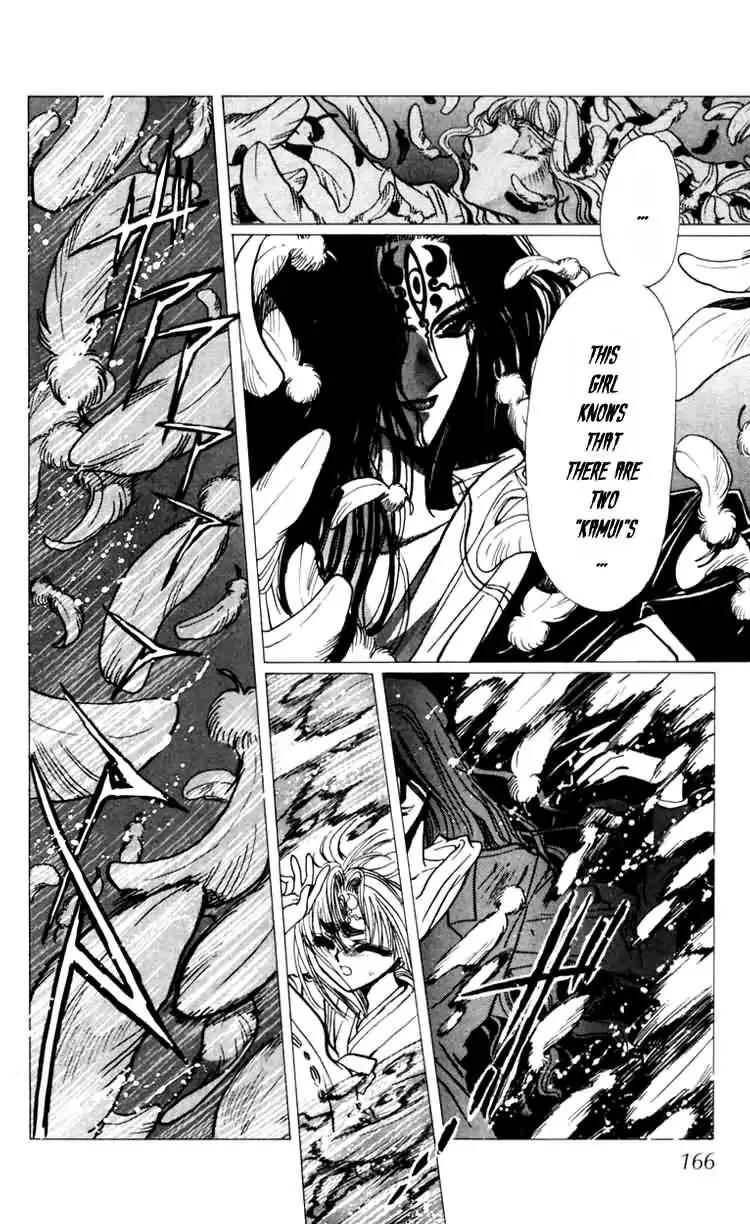 ...
THIS
GIRL
KNOWS
THAT
THERE ARE
TWO
"KAMUI"S
...
166